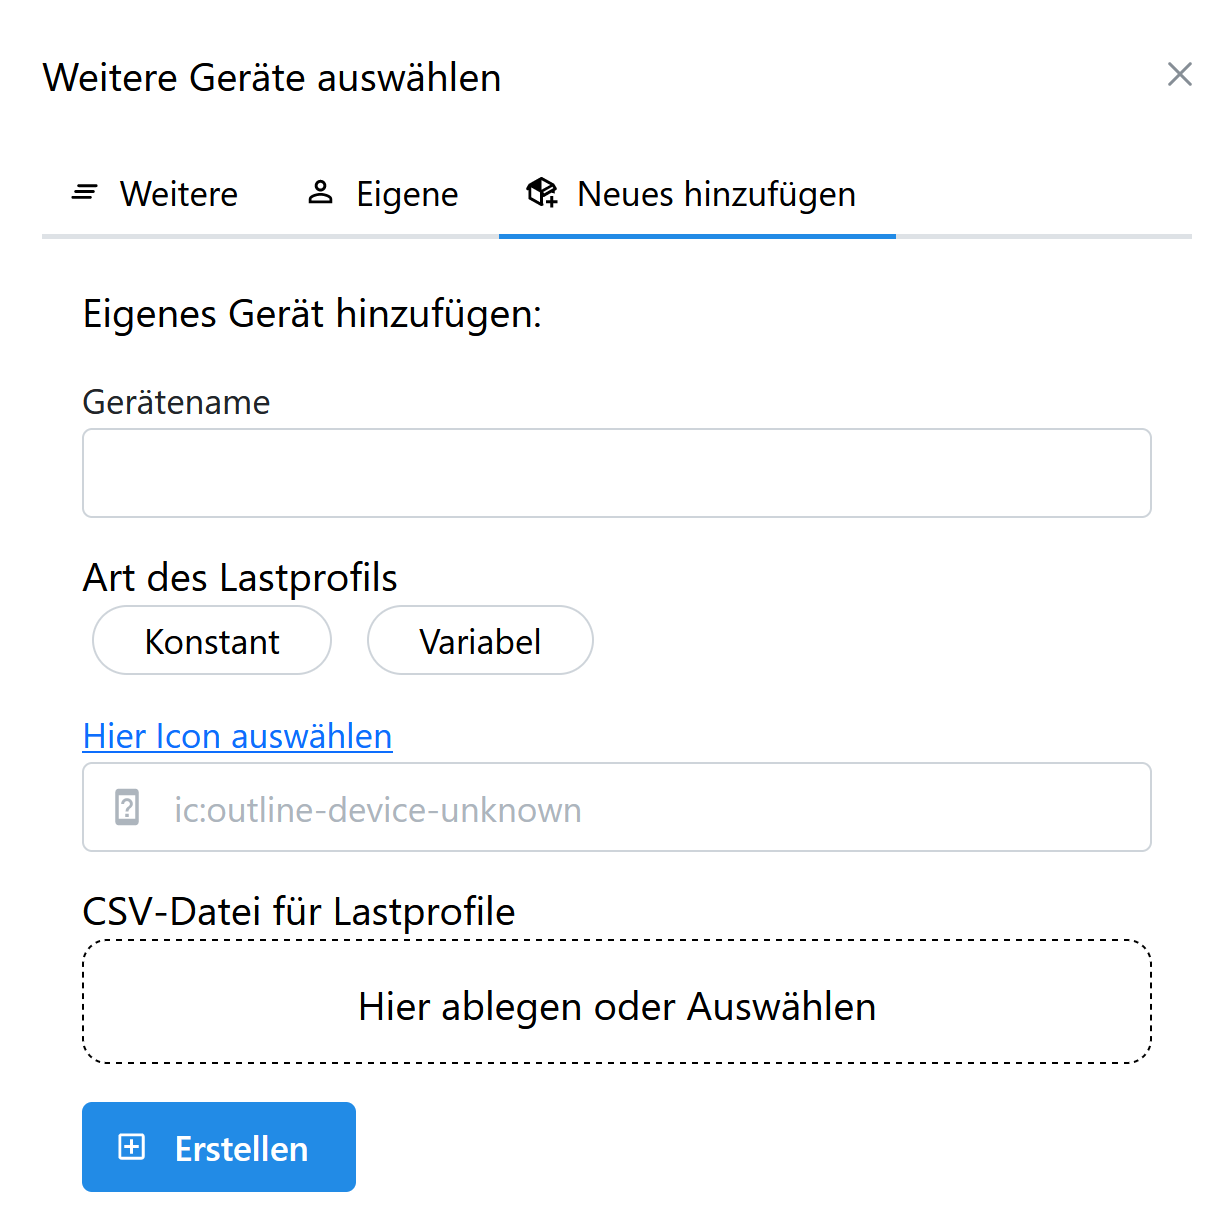 Weitere Geräte auswählen
Weitere Eigene Neues hinzufügen
Eigenes Gerät hinzufügen:
Gerätename
Art des Lastprofils
Konstant Variabel
Hier Icon auswählen
ic:outline-device-unknown
CSV-Datei für Lastprofile
Hier ablegen oder Auswählen
Erstellen